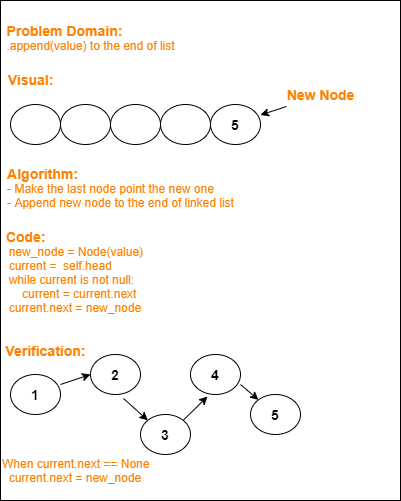 Problem Domain:
.append(value) to the end of list
Visual:
New Node
5
Algorithm:
- Make the last node point the new one
- Append new node to the end of linked list
Code:
new_node = Node(value)
current =  self.head
while current is not null:
    current = current.next
current.next = new_node
Verification:
1
2
3
4
5
When current.next == None
  current.next = new_node